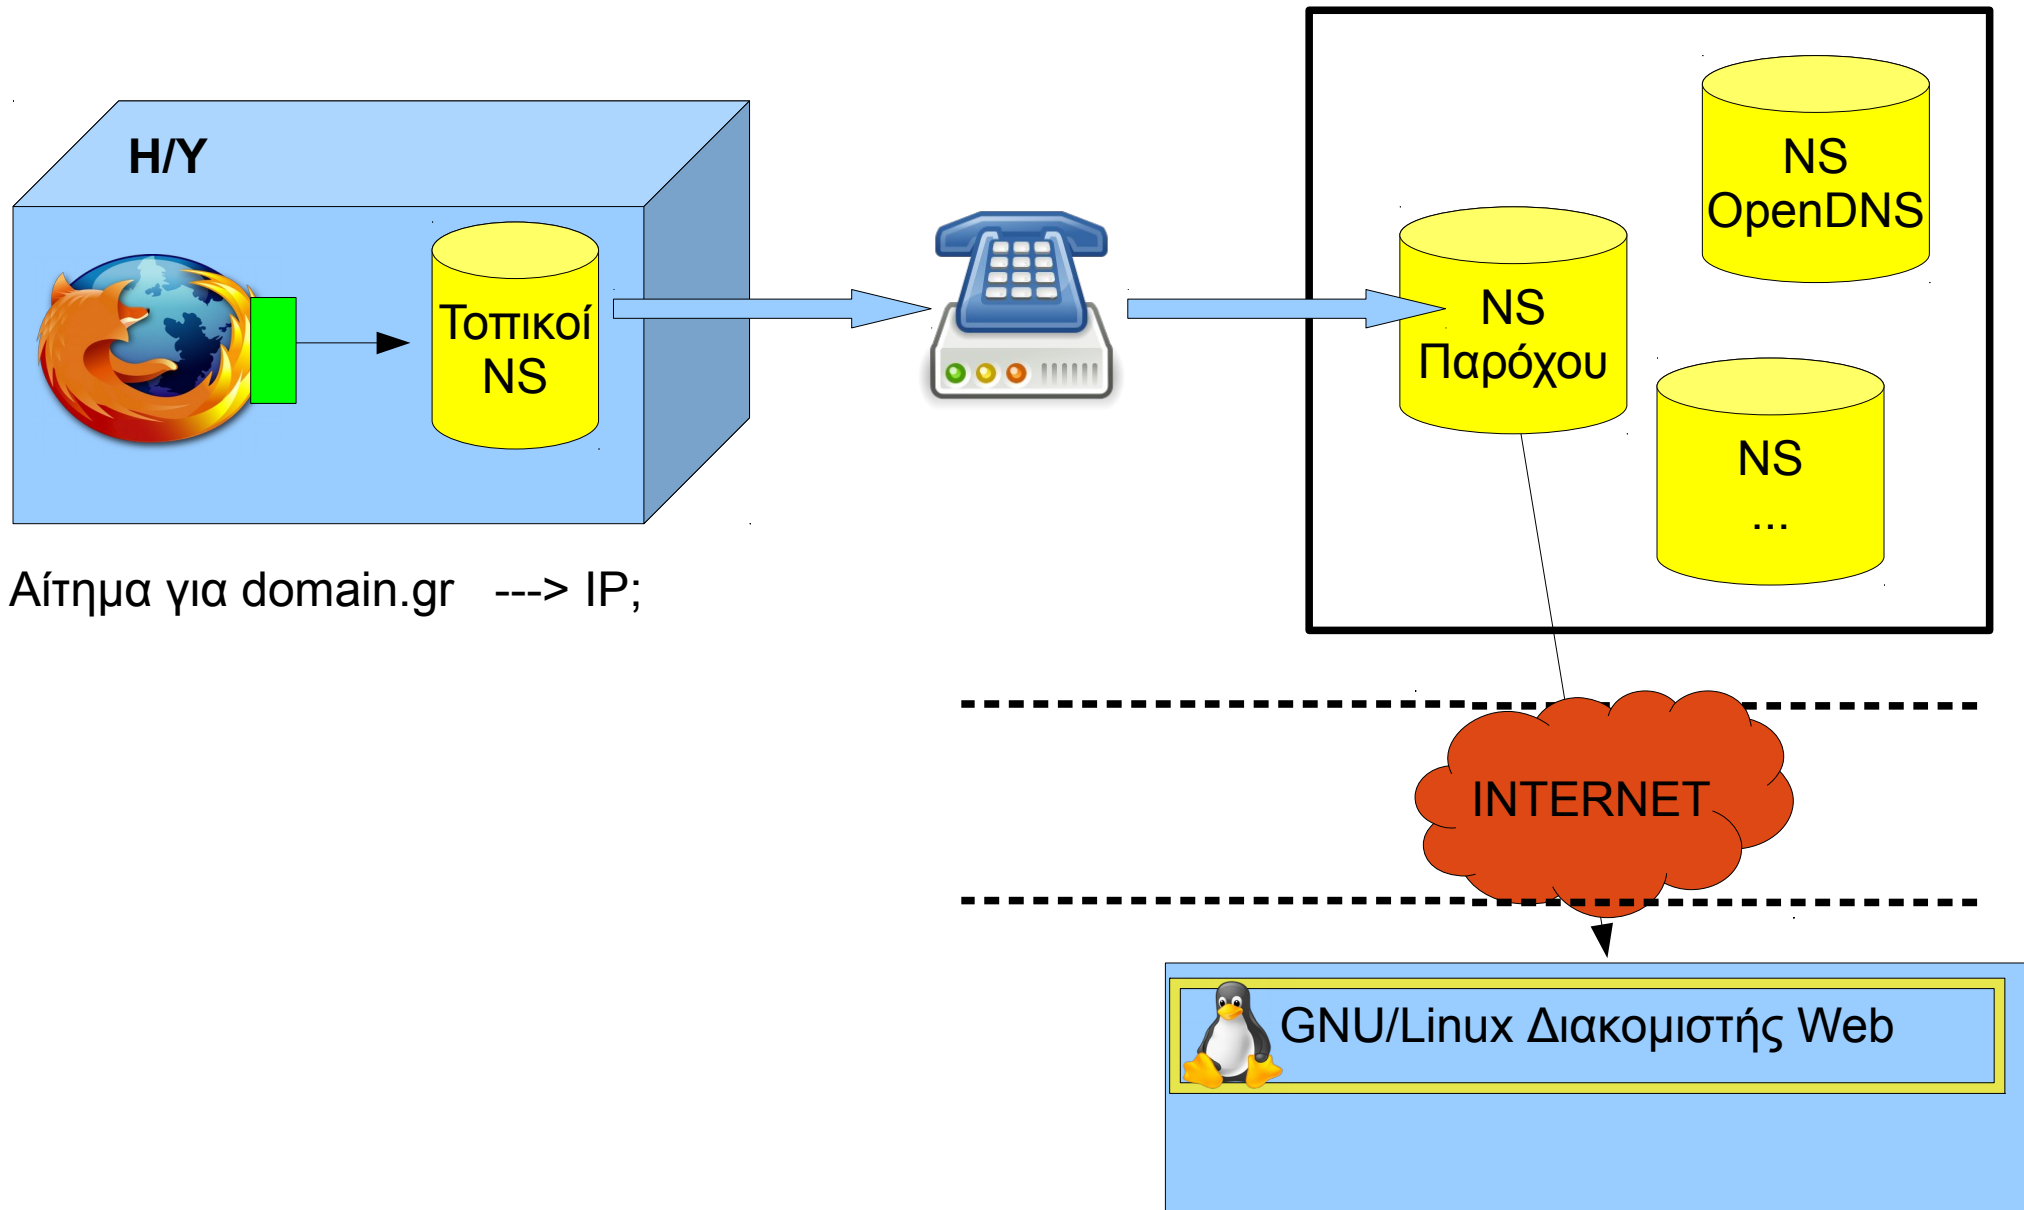 Η/Υ
Τοπικοί
NS
NS
OpenDNS
NS
Παρόχου
NS
...
Αίτημα για domain.gr ---> IP;
INTERNET
GNU/Linux Διακομιστής Web